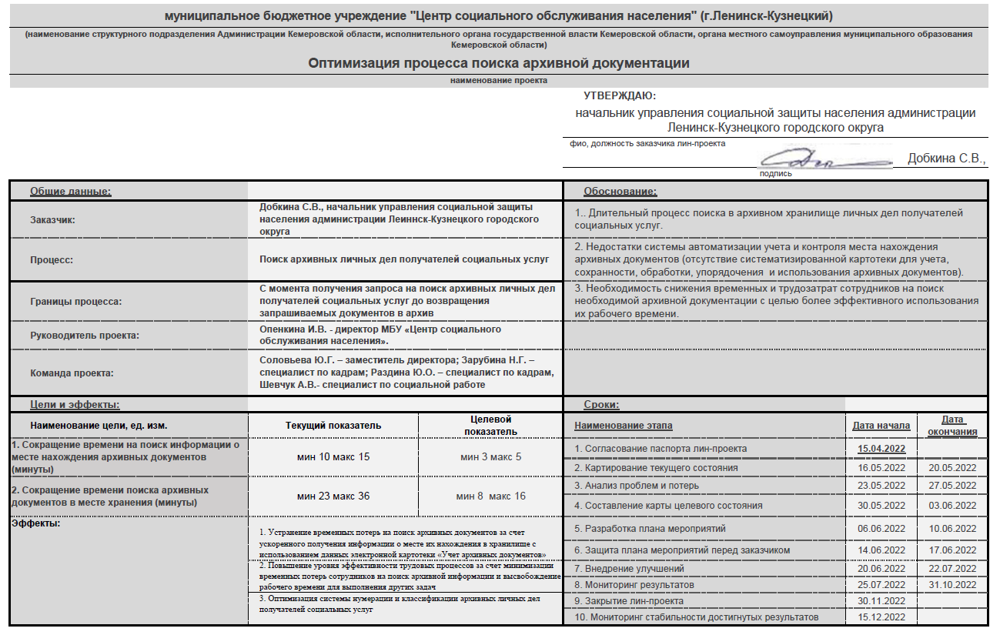 муниципальное бюджетное учреждение "Центр социального обслуживания населения" (г.Ленинск-Кузнецкий)
(наименование структурного подразделения Администрации Кемеровской области, исполнительного органа государственной власти Кемеровской области, органа местного самоуправления муниципального образования
Кемеровской области)
Оптимизация процесса поиска архивной документации
наименование проекта
УТВЕРЖДАЮ:
начальник управления социальной защиты населения администрации
Ленинск-Кузнецкого городского округа
фио, должность заказчика лин-проекта
Добкина С.В.,
подпись
Общие данные:
Заказчик:
Добкина С.В., начальник управления социальной защиты
населения администрации Леиннск-Кузнецкого городского
округа
Процесс:
Поиск архивных личных дел получателей социальных услуг
Границы процесса:
С момента получения запроса на поиск архивных личных дел
получателей социальных услуг до возвращения
запрашиваемых документов в архив
Руководитель проекта:
Опенкина И.В. - директор МБУ «Центр социального
обслуживания населения».
Команда проекта:
Соловьева Ю.Г. – заместитель директора; Зарубина Н.Г. –
специалист по кадрам; Раздина Ю.О. – специалист по кадрам,
Шевчук А.В.- специалист по социальной работе
Обоснование:
1.. Длительный процесс поиска в архивном хранилище личных дел получателей
социальных услуг.
2. Недостатки системы автоматизации учета и контроля места нахождения
архивных документов (отсутствие систематизированной картотеки для учета,
сохранности, обработки, упорядочения и использования архивных документов).
3. Необходимость снижения временных и трудозатрат сотрудников на поиск
необходимой архивной документации с целью более эффективного использования
их рабочего времени.
Цели и эффекты:
Наименование цели, ед. изм.
Текущий показатель
Целевой
показатель
1. Сокращение времени на поиск информации о
месте нахождения архивных документов
(минуты)
мин 10 макс 15
мин 3 макс 5
2. Сокращение времени поиска архивных
документов в месте хранения (минуты)
мин 23 макс 36
мин 8 макс 16
Эффекты:
1. Устранение временных потерь на поиск архивных документов за счет
ускоренного получения информации о месте их нахождения в хранилище с
использованием данных электронной картотеки «Учет архивных документов»
2. Повышение уровня эффективности трудовых процессов за счет минимизации
временных потерь сотрудников на поиск архивной информации и высвобождение
рабочего времени для выполнения других задач
3. Оптимизация системы нумерации и классификации архивных личных дел
получателей социальных услуг
Сроки:
Наименование этапа
Дата начала
Дата
окончания
1. Согласование паспорта лин-проекта
15.04.2022
2. Картирование текущего состояния
16.05.2022
20.05.2022
3. Анализ проблем и потерь
23.05.2022
27.05.2022
4. Составление карты целевого состояния
30.05.2022
03.06.2022
5. Разработка плана мероприятий
06.06.2022
10.06.2022
6. Защита плана мероприятий перед заказчиком
14.06.2022
17.06.2022
7. Внедрение улучшений
20.06.2022
22.07.2022
8. Мониторинг результатов
25.07.2022
31.10.2022
9. Закрытие лин-проекта
30.11.2022
10. Мониторинг стабильности достигнутых результатов
15.12.2022